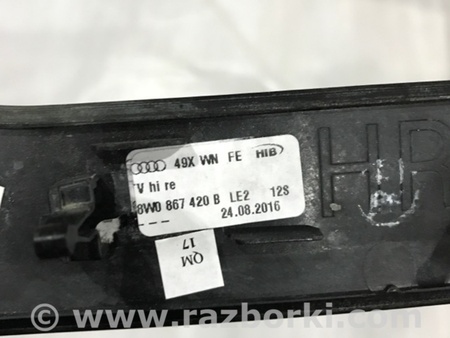 49X WN FE HIB
V hi re
8W0 867 420 B LE2 12S
24.08.2016
QM
17
HR
© www.razborki.com